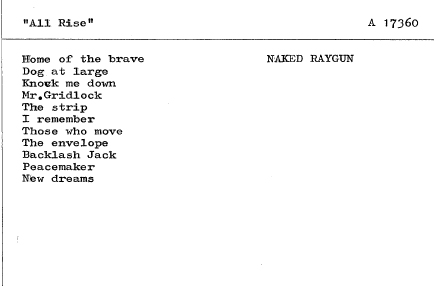 "All Rise" A 17360
Home of the brave NAKED RAYGUN
Dog at large
Knock me down
Mr.Gridlock
The strip
I remember
Those who move
The envelope
Backlash Jack
Peacemaker
New dreams